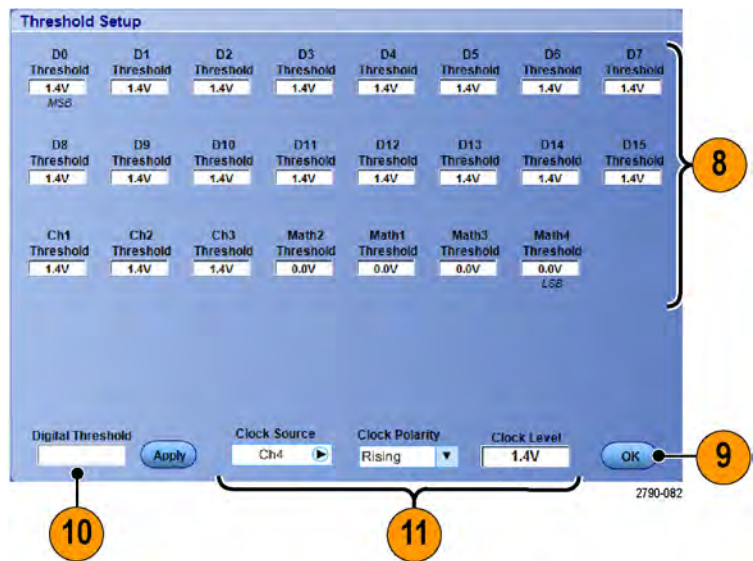 Threshold Setup
D0 D1 D2 D3 D4 D5 D6 D7
Threshold Threshold Threshold Threshold Threshold Threshold Threshold Threshold
1.4V 1.4V 1.4V 1.4V 1.4V 1.4V 1.4V 1.4V
MSB
D8 D9 D10 D11 D12 D13 D14 D15
Threshold Threshold Threshold Threshold Threshold Threshold Threshold Threshold
1.4V 1.4V 1.4V 1.4V 1.4V 1.4V 1.4V 1.4V
8
Ch1 Ch2 Ch3 Math2 Math1 Math3 Math4
Threshold Threshold Threshold Threshold Threshold Threshold Threshold
1.4V 1.4V 1.4V 0.0V 0.0V 0.0V 0.0V
LSB
Digital Threshold Clock Source Clock Polarity Clock Level
Apply Ch4 Rising 1.4V OK 9
2790-082
10 11